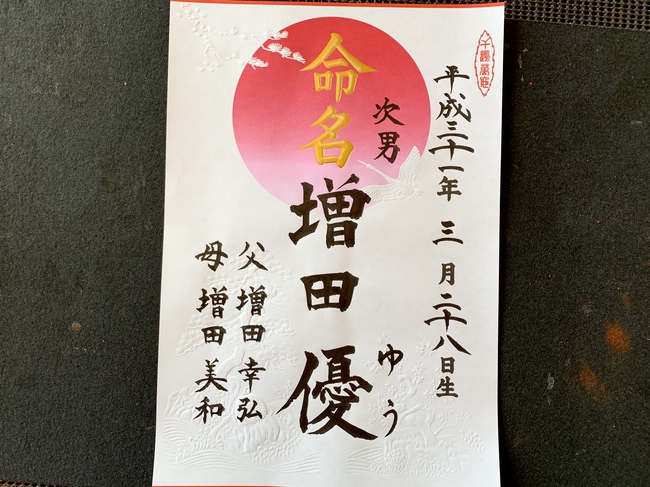 平成三十一年 三月二十八日生
次男
ゆう
命名
増田優
父 増田幸弘
母 増田美和